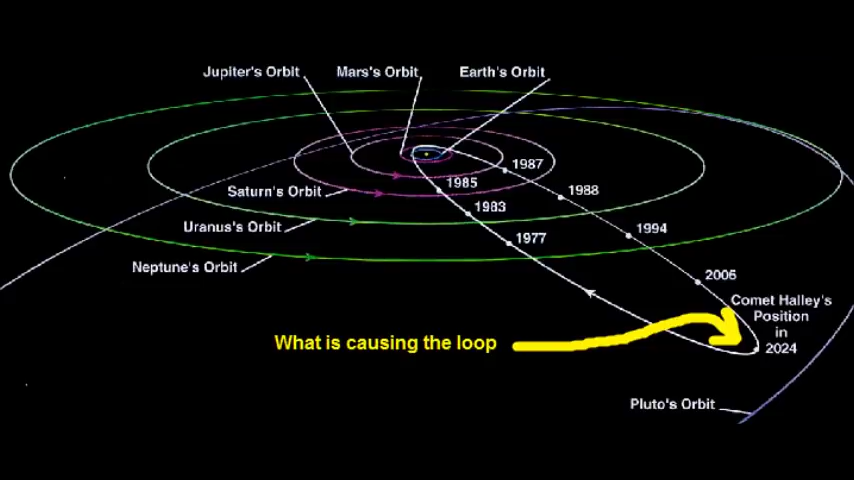 Jupiter's Orbit
Mars's Orbit
Earth's Orbit
1987
1985
1988
Saturn's Orbit
1983
Uranus's Orbit
1994
1977
Neptune's Orbit
2005
Comet Halley's
Position
in
2024
What is causing the loop
Pluto's Orbit